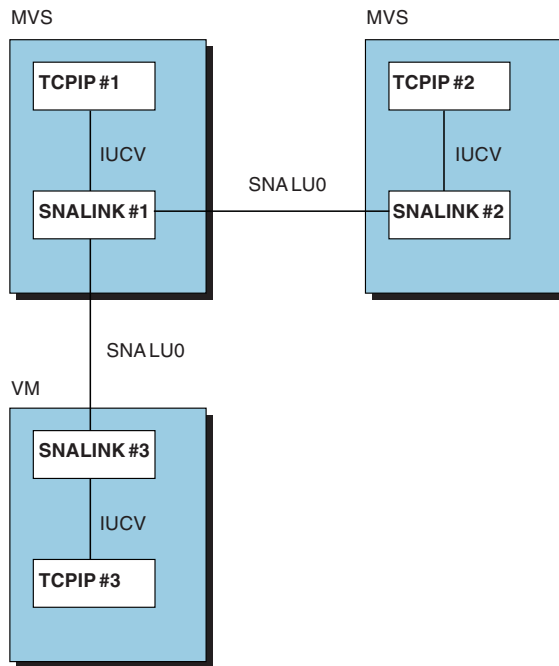 MVS
MVS
TCPIP #1
TCPIP #2
IUCV
IUCV
SNA LU0
SNALINK #1
SNALINK #2
SNA LU0
VM
SNALINK #3
IUCV
TCPIP #3